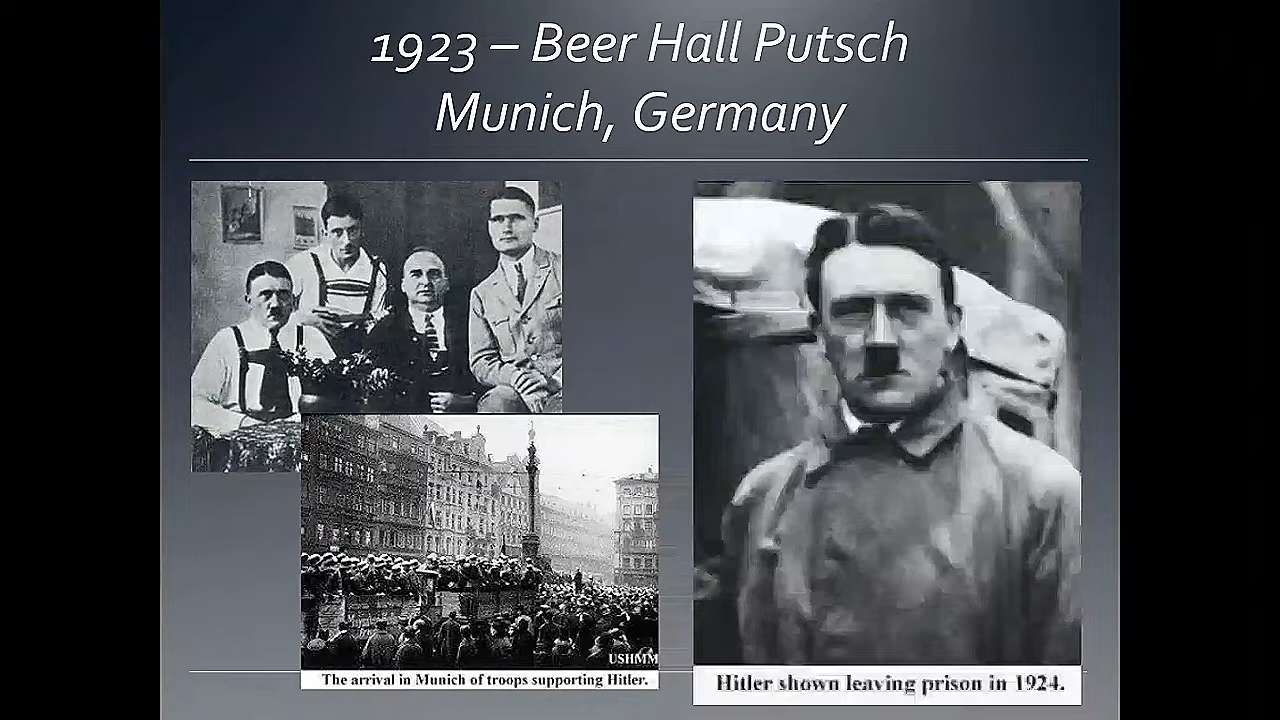 1923 – Beer Hall Putsch
Munich, Germany
USHMM
The arrival in Munich of troops supporting Hitler.
Hitler shown leaving prison in 1924.